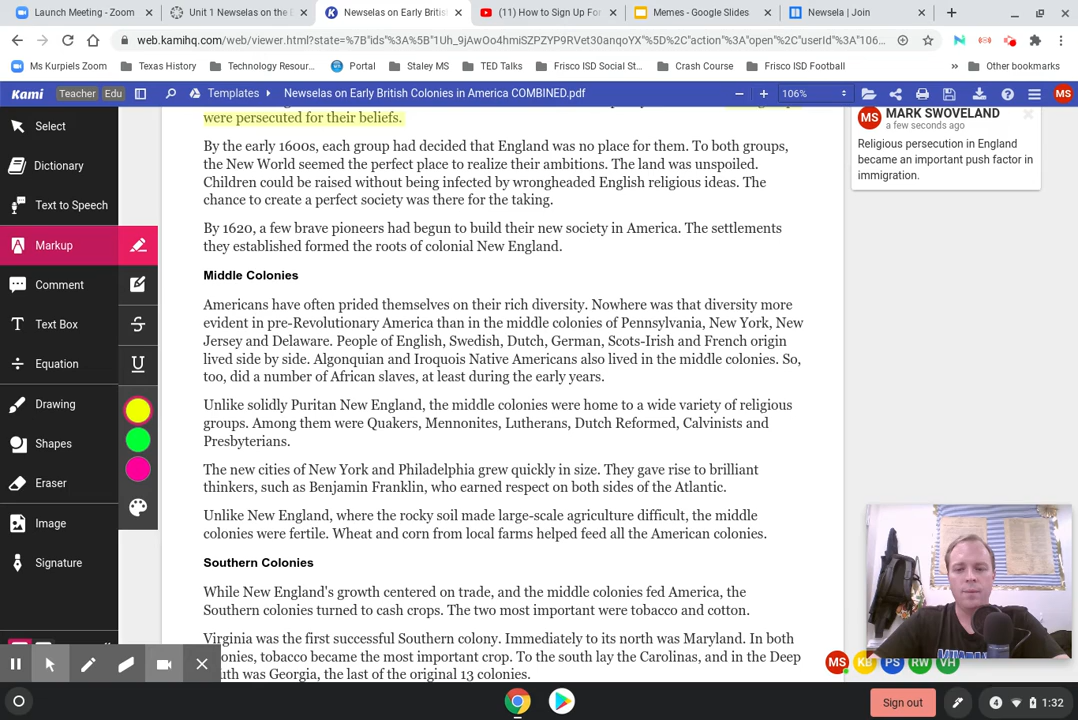 Launch Meeting - Zoom
Unit 1 Newselas on the E
Newselas on Early Britis
(11) How to Sign Up For
Memes - Google Slides
Newsela | Join
web.kamihq.com/web/viewer.html?state=%7B"ids"%3A%5B"1Uh_9jAwOo4hmiSZPZYP9RVet30anqoYX"%5D%2C"action"%3A"open"%2C"userId"%3A"106...
Ms Kurpiels Zoom
Texas History
Technology Resour...
Portal
Staley MS
TED Talks
Frisco ISD Social St...
Crash Course
Frisco ISD Football
»
Other bookmarks
Kami
Teacher
Edu
Templates
Newselas on Early British Colonies in America COMBINED.pdf
106%
MS
Select
Dictionary
Text to Speech
Markup
Comment
Text Box
Equation
Drawing
Shapes
Eraser
Image
Signature
were persecuted for their beliefs.
By the early 1600s, each group had decided that England was no place for them. To both groups,
the New World seemed the perfect place to realize their ambitions. The land was unspoiled.
Children could be raised without being infected by wrongheaded English religious ideas. The
chance to create a perfect society was there for the taking.
By 1620, a few brave pioneers had begun to build their new society in America. The settlements
they established formed the roots of colonial New England.
Middle Colonies
Americans have often prided themselves on their rich diversity. Nowhere was that diversity more
evident in pre-Revolutionary America than in the middle colonies of Pennsylvania, New York, New
Jersey and Delaware. People of English, Swedish, Dutch, German, Scots-Irish and French origin
lived side by side. Algonquian and Iroquois Native Americans also lived in the middle colonies. So,
too, did a number of African slaves, at least during the early years.
Unlike solidly Puritan New England, the middle colonies were home to a wide variety of religious
groups. Among them were Quakers, Mennonites, Lutherans, Dutch Reformed, Calvinists and
Presbyterians.
The new cities of New York and Philadelphia grew quickly in size. They gave rise to brilliant
thinkers, such as Benjamin Franklin, who earned respect on both sides of the Atlantic.
Unlike New England, where the rocky soil made large-scale agriculture difficult, the middle
colonies were fertile. Wheat and corn from local farms helped feed all the American colonies.
Southern Colonies
While New England's growth centered on trade, and the middle colonies fed America, the
Southern colonies turned to cash crops. The two most important were tobacco and cotton.
Virginia was the first successful Southern colony. Immediately to its north was Maryland. In both
onies, tobacco became the most important crop. To the south lay the Carolinas, and in the Deep
uth was Georgia, the last of the original 13 colonies.
MS
MARK SWOVELAND
a few seconds ago
Religious persecution in England
became an important push factor in
immigration.
MS
KB
PS
RW
VH
Sign out
4
1:32